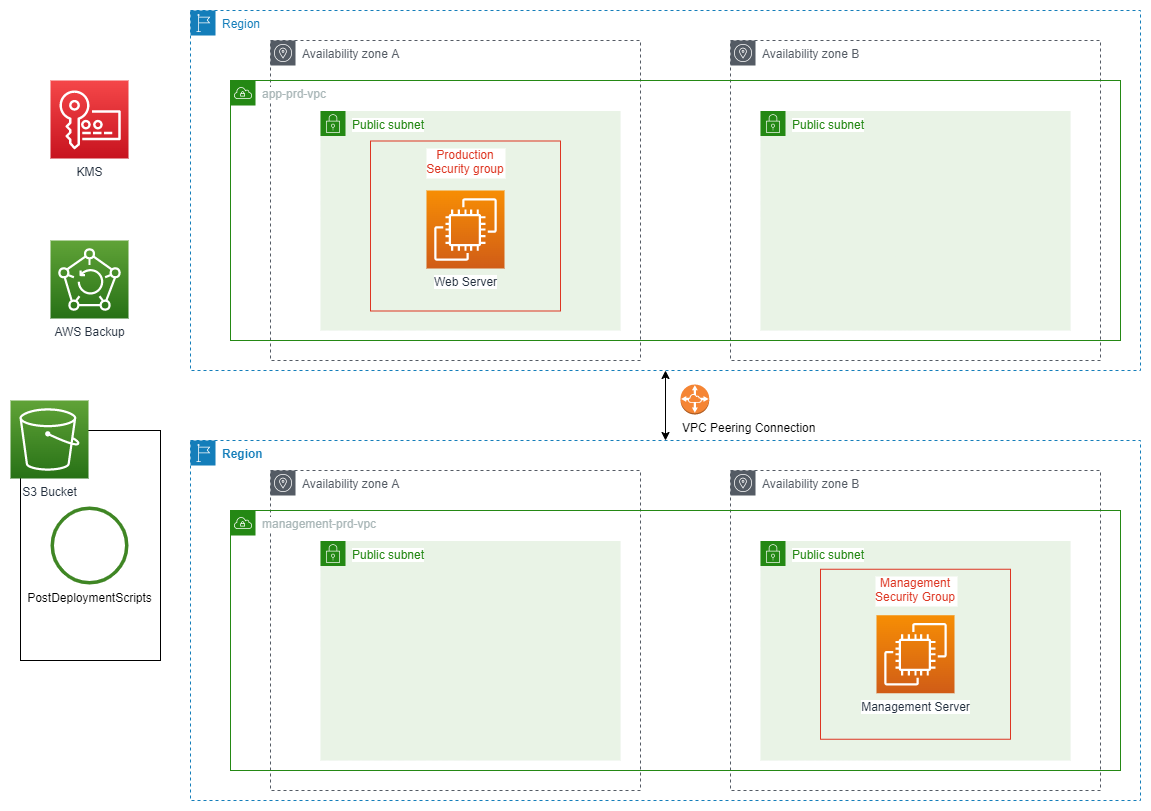 Region
Availability zone A
Availability zone B
app-prd-vpc
Public subnet
Public subnet
Production
Security group
Web Server
KMS
AWS Backup
VPC Peering Connection
Region
Availability zone A
Availability zone B
S3 Bucket
management-prd-vpc
Public subnet
Public subnet
Management
Security Group
PostDeploymentScripts
Management Server